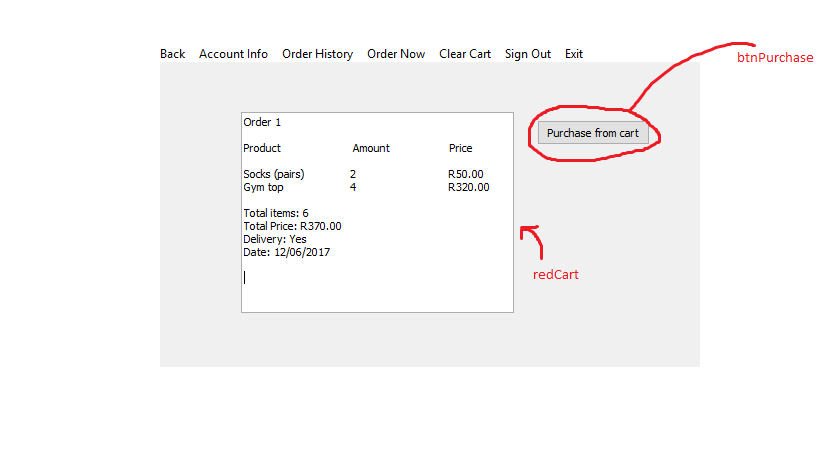 Back Account Info Order History Order Now Clear Cart Sign Out Exit
btnPurchase
Order 1
Purchase from cart
Product Amount Price
Socks (pairs) 2 R50.00
Gym top 4 R320.00
Total items: 6
Total Price: R370.00
Delivery: Yes
Date: 12/06/2017
redCart